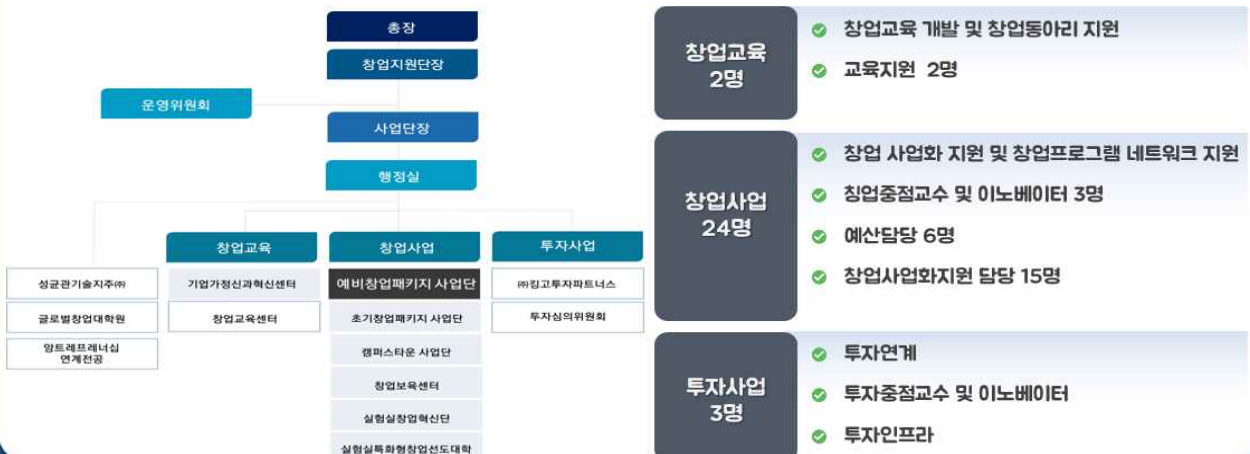 총장
창업지원단장
운영위원회
사업단장
행정실
창업교육
창업사업
투자사업
성균관기술지주㈜
기업가정신과혁신센터
예비창업패키지 사업단
㈜킹고투자파트너스
글로벌창업대학원
창업교육센터
초기창업패키지 사업단
투자심의위원회
앙트레프레너십
연계전공
캠퍼스타운 사업단
창업보육센터
실험실창업혁신단
실험실특화형창업선도대학
창업교육
2명
창업교육 개발 및 창업동아리 지원
교육지원 2명
창업사업
24명
창업 사업화 지원 및 창업프로그램 네트워크 지원
칭업중점교수 및 이노베이터 3명
예산담당 6명
창업사업화지원 담당 15명
투자사업
3명
투자연계
투자중점교수 및 이노베이터
투자인프라